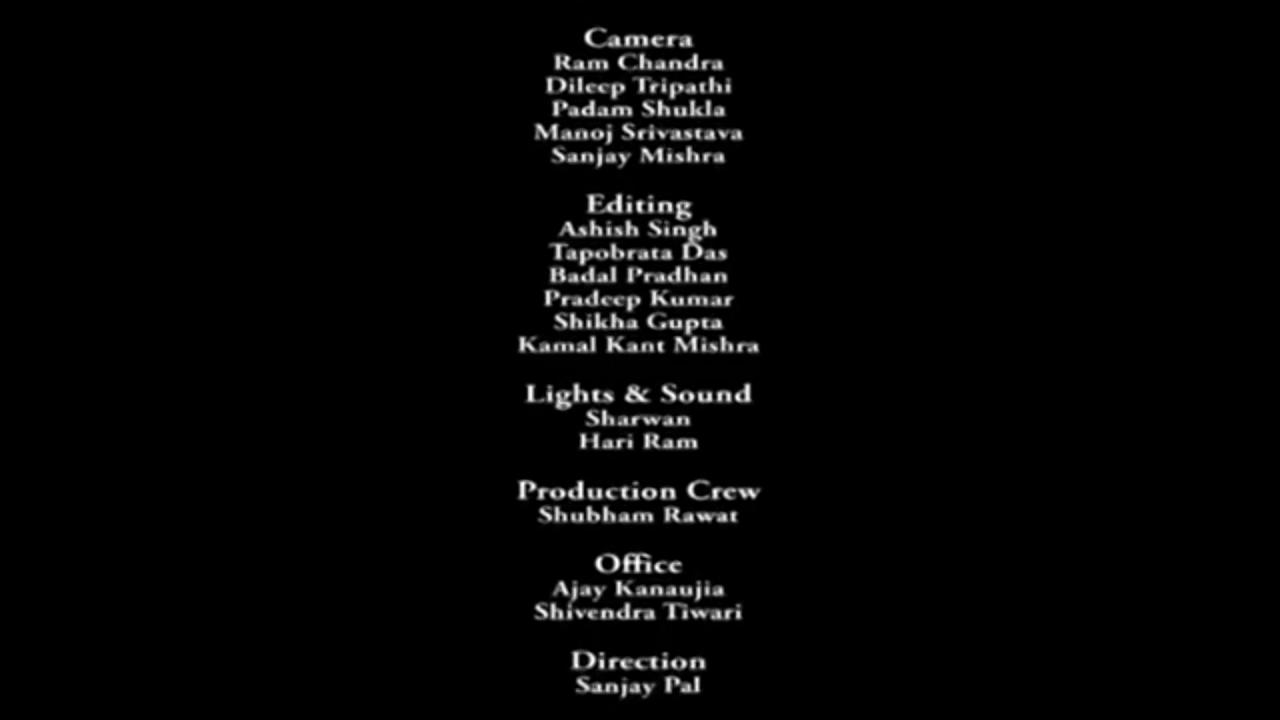 Camera
Ram Chandra
Dileep Tripathi
Padam Shukla
Manoj Srivastava
Sanjay Mishra
Editing
Ashish Singh
Tapobrata Das
Badal Pradhan
Pradeep Kumar
Shikha Gupta
Kamal Kant Mishra
Lights & Sound
Sharwan
Hari Ram
Production Crew
Shubham Rawat
Office
Ajay Kanaujia
Shivendra Tiwari
Direction
Sanjay Pal